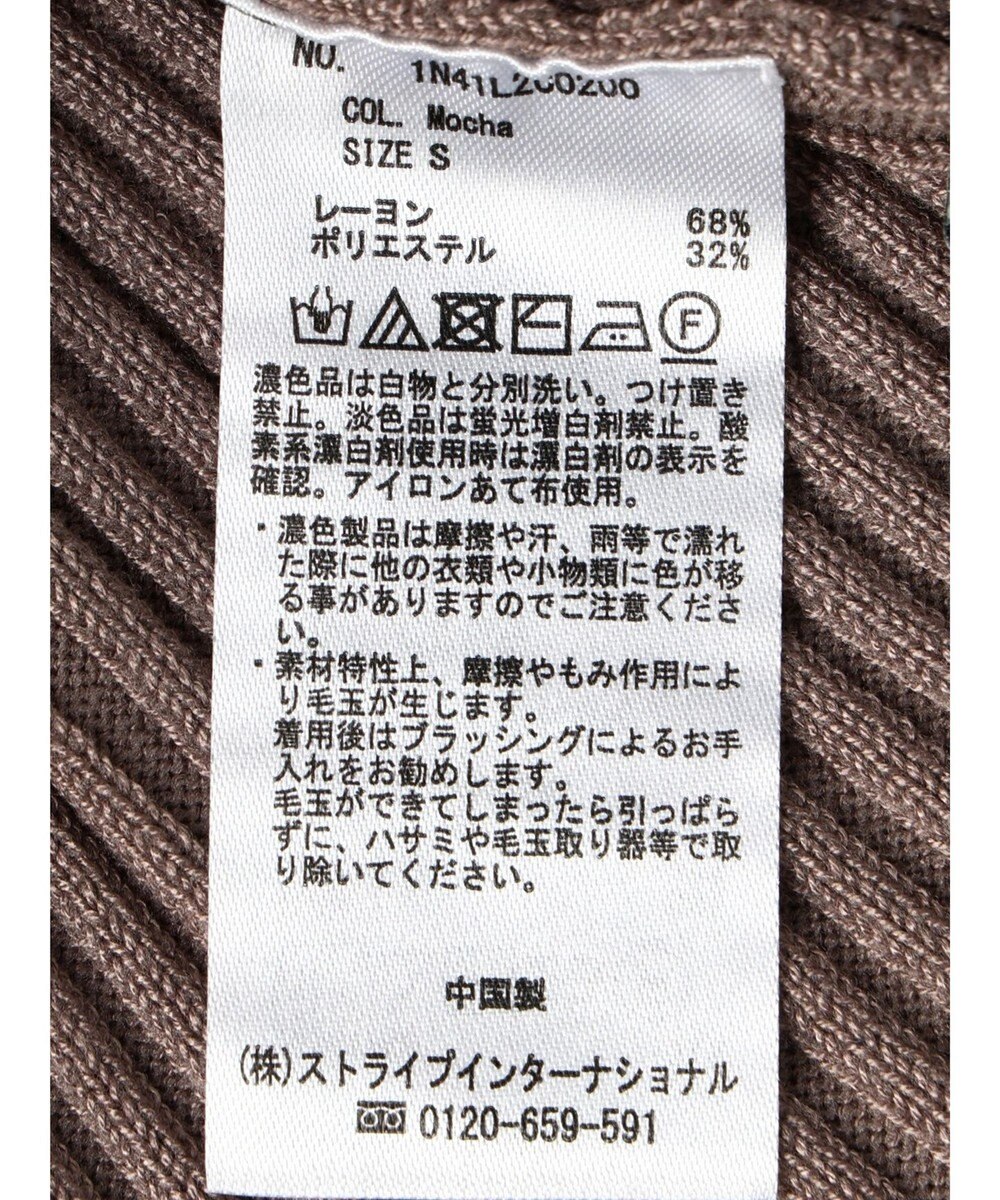 NO. 1N41L2C0200
COL. Mocha
SIZE S
レーヨン 68%
ポリエステル 32%
F
濃色品は白物と分別洗い。つけ置き
禁止。淡色品は蛍光増白剤禁止。酸
素系漂白剤使用時は漂白剤の表示を
確認。アイロンあて布使用。
・濃色製品は摩擦や汗、雨等で濡れ
た際に他の衣類や小物類に色が移
る事がありますのでご注意くださ
い。
・素材特性上、摩擦やもみ作用によ
り毛玉が生じます。
着用後はブラッシングによるお手
入れをお勧めします。
毛玉ができてしまったら引っぱら
ずに、ハサミや毛玉取り器等で取
り除いてください。
中国製
(株)ストライプインターナショナル
0120-659-591